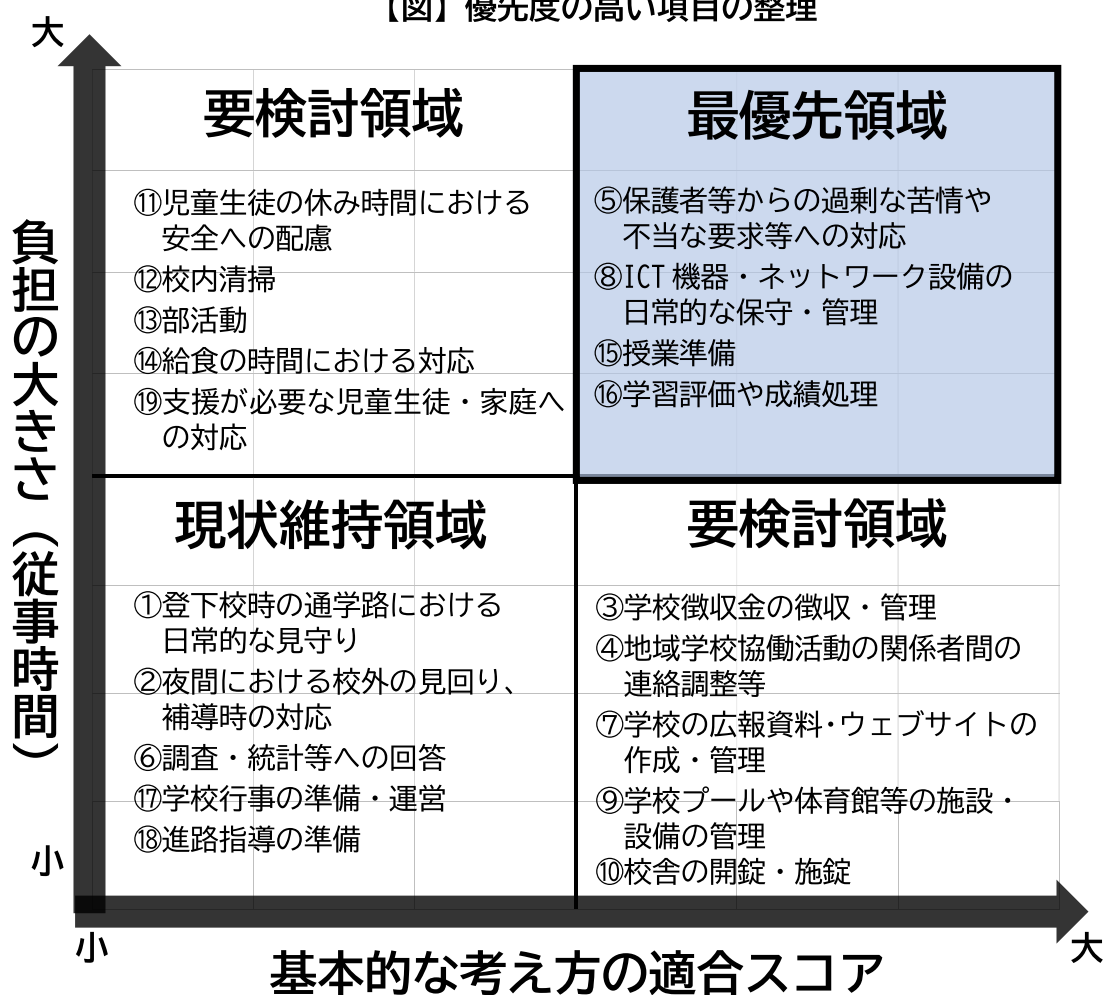 【図】優先度の高い項目の整理
大
要検討領域
⑪児童生徒の休み時間における
安全への配慮
⑫校内清掃
⑬部活動
⑭給食の時間における対応
⑲支援が必要な児童生徒・家庭へ
の対応
最優先領域
⑤保護者等からの過剰な苦情や
不当な要求等への対応
⑧ICT 機器・ネットワーク設備の
日常的な保守・管理
⑮授業準備
⑯学習評価や成績処理
負担の大きさ（従事時間）
現状維持領域
①登下校時の通学路における
日常的な見守り
②夜間における校外の見回り、
補導時の対応
⑥調査・統計等への回答
⑰学校行事の準備・運営
⑱進路指導の準備
要検討領域
③学校徴収金の徴収・管理
④地域学校協働活動の関係者間の
連絡調整等
⑦学校の広報資料・ウェブサイトの
作成・管理
⑨学校プールや体育館等の施設・
設備の管理
⑩校舎の開錠・施錠
小
小
大
基本的な考え方の適合スコア